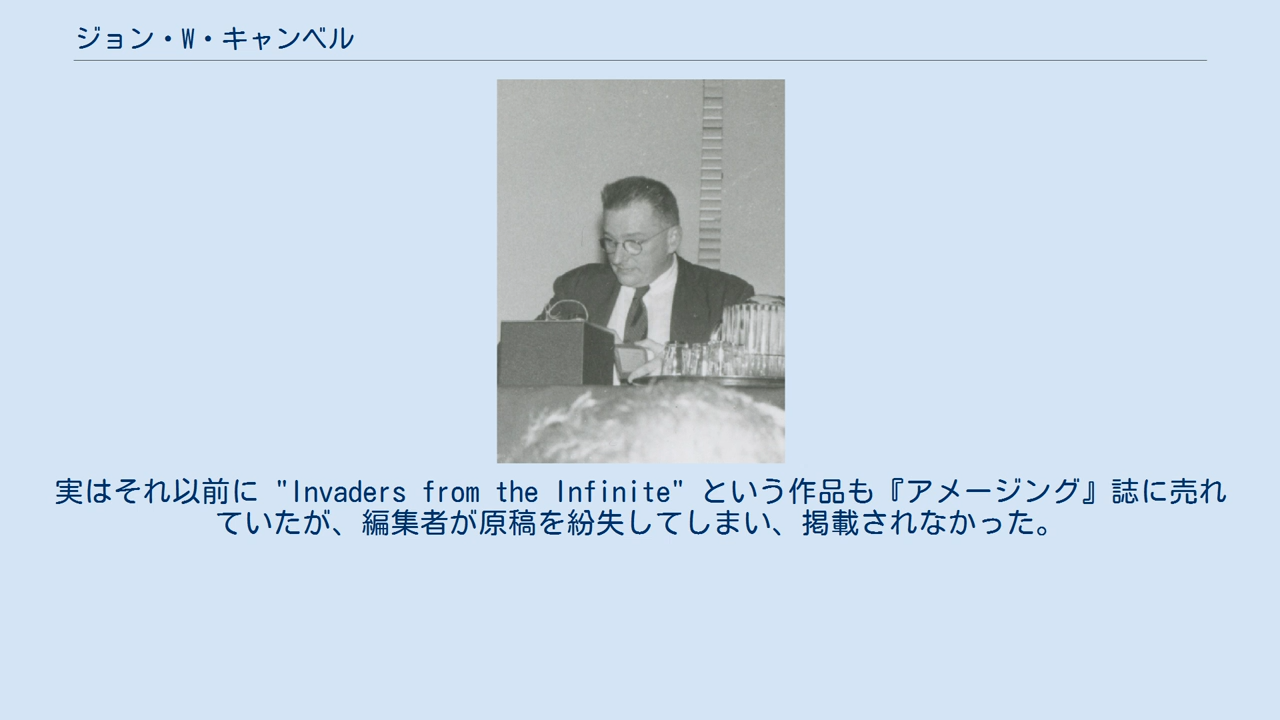 ジョン・W・キャンベル
実はそれ以前に "Invaders from the Infinite" という作品も『アメージング』誌に売れ
ていたが、編集者が原稿を紛失してしまい、掲載されなかった。